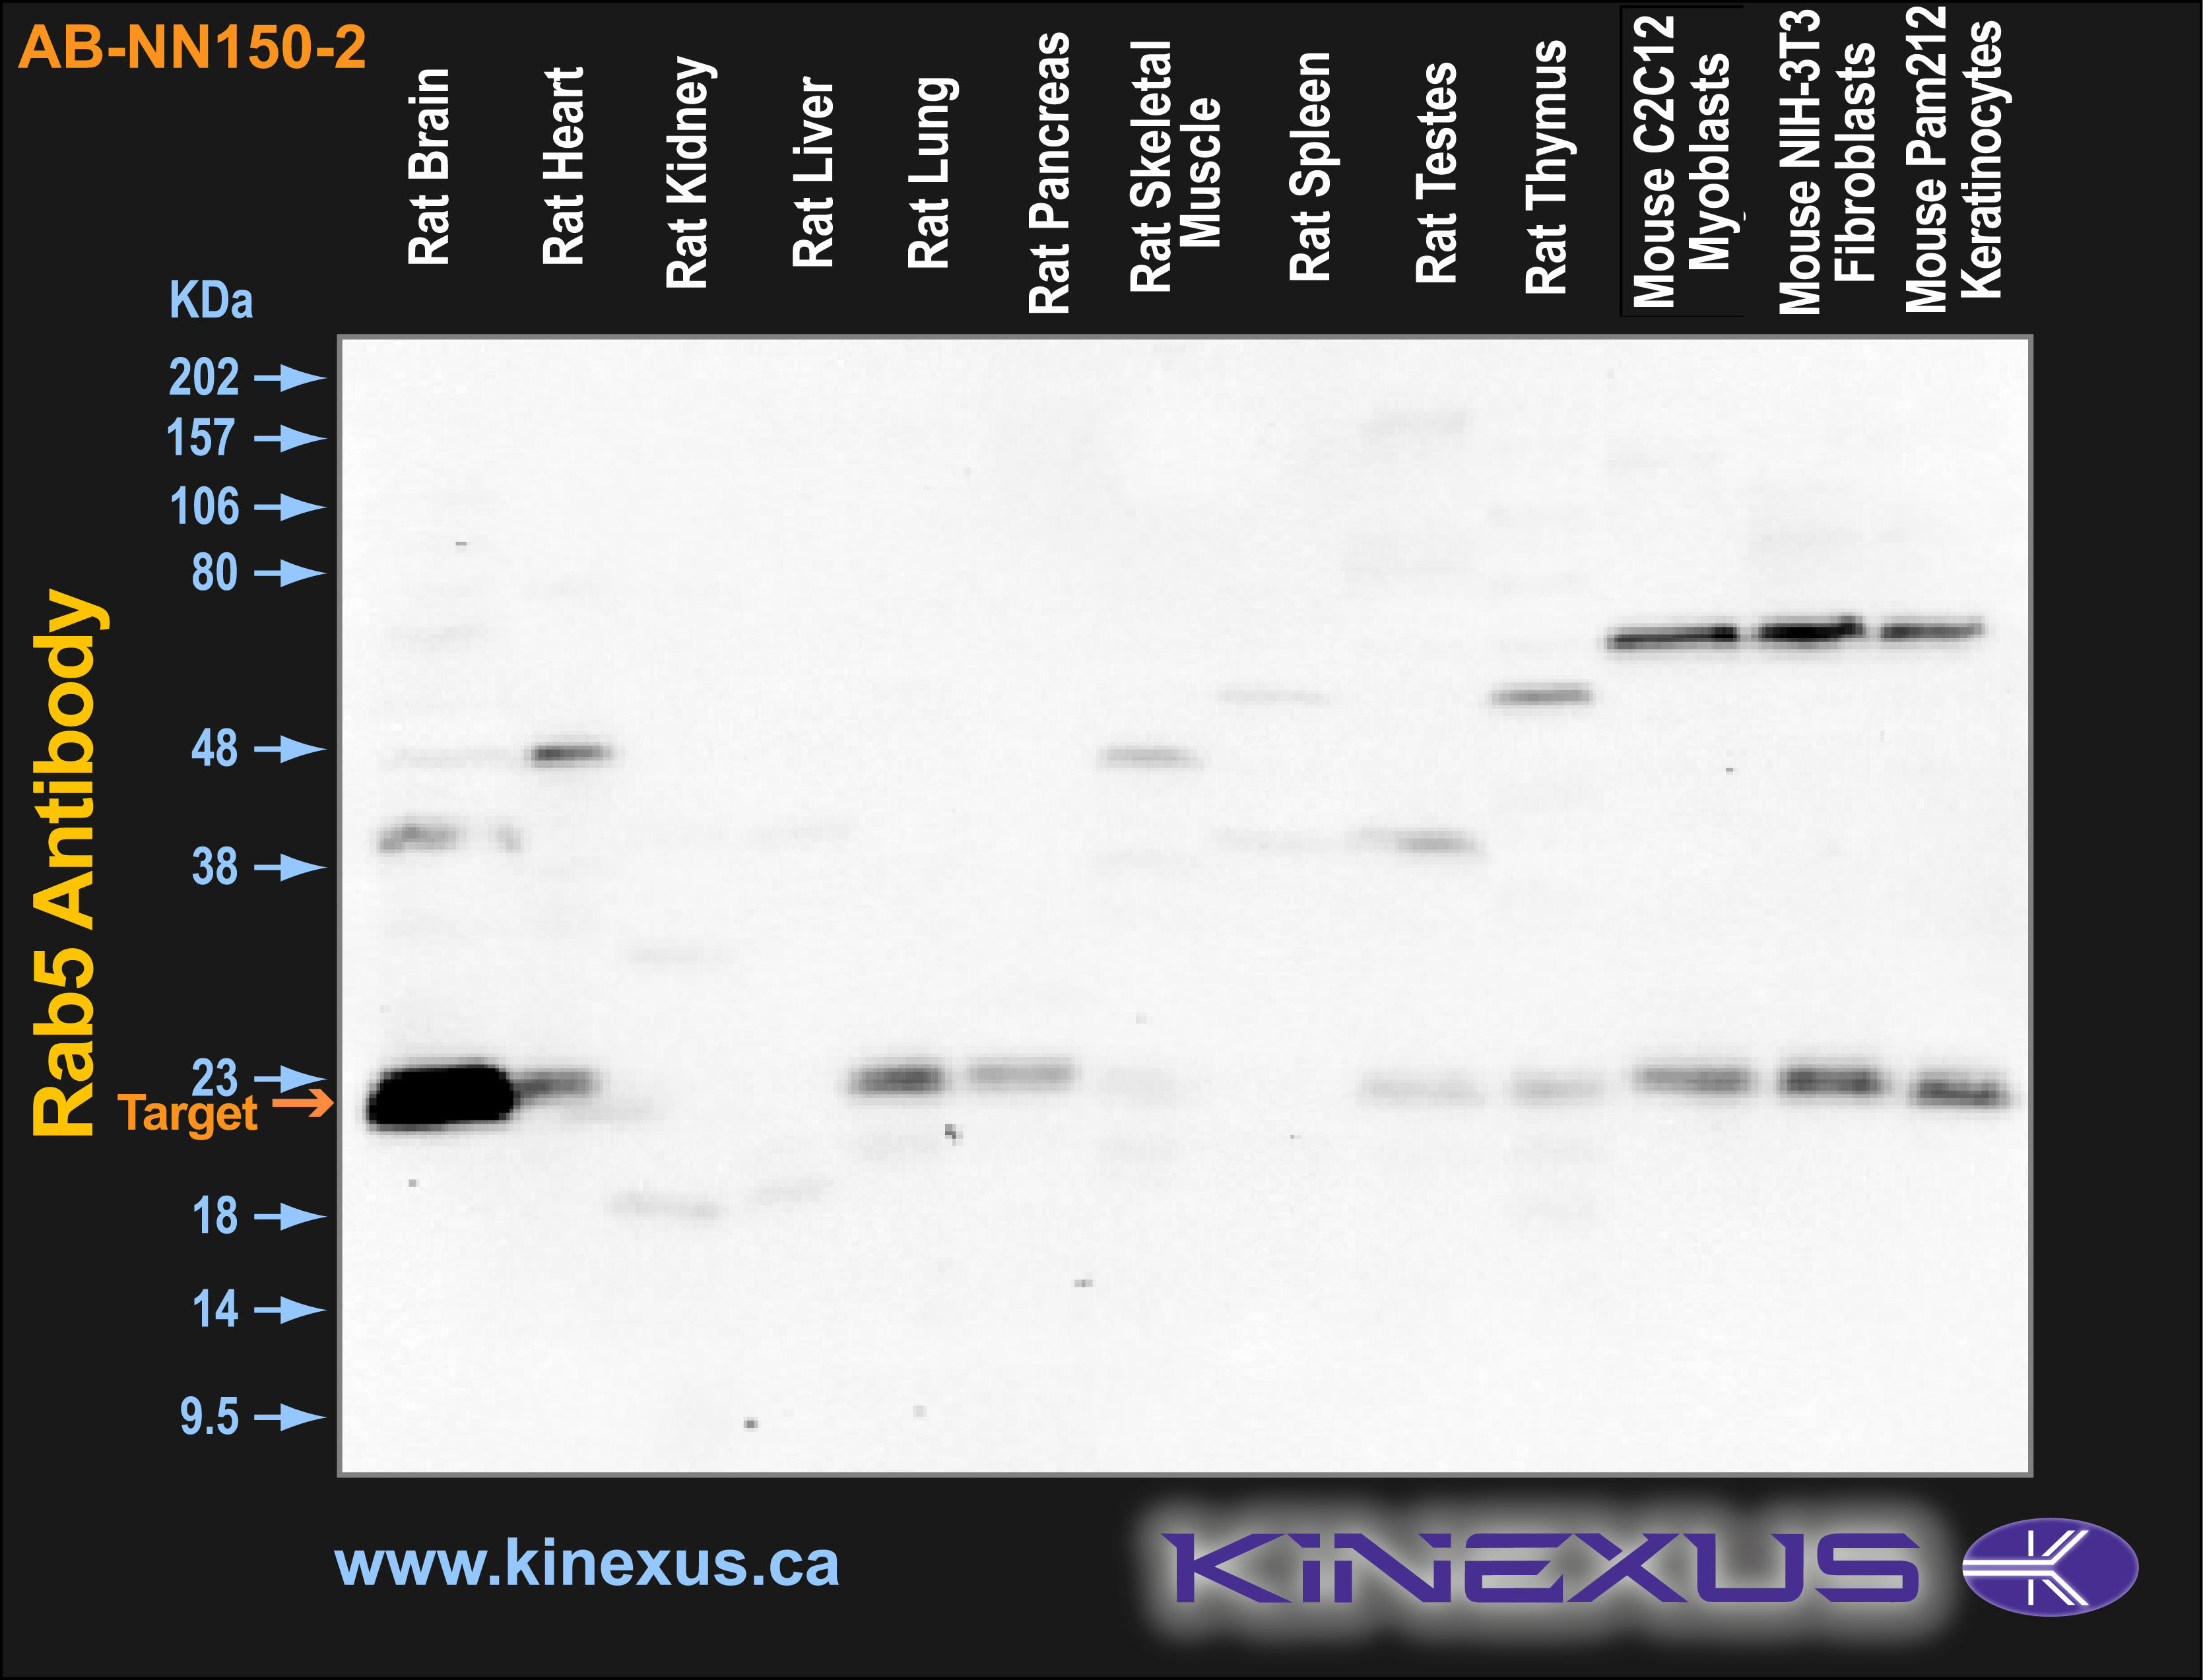 AB-NN150-2
Rat Brain
Rat Heart
Rat Kidney
Rat Liver
Rat Lung
Rat Pancreas
Rat Skeletal
Muscle
Rat Spleen
Rat Testes
Rat Thymus
Mouse C2C12
Myoblasts
Mouse NIH-3T3
Fibroblasts
Mouse Pam212
Keratinocytes
KDa
202
157
106
80
48
38
23
Target
18
14
9.5
Rab5 Antibody
www.kinexus.ca
KiNEXUS